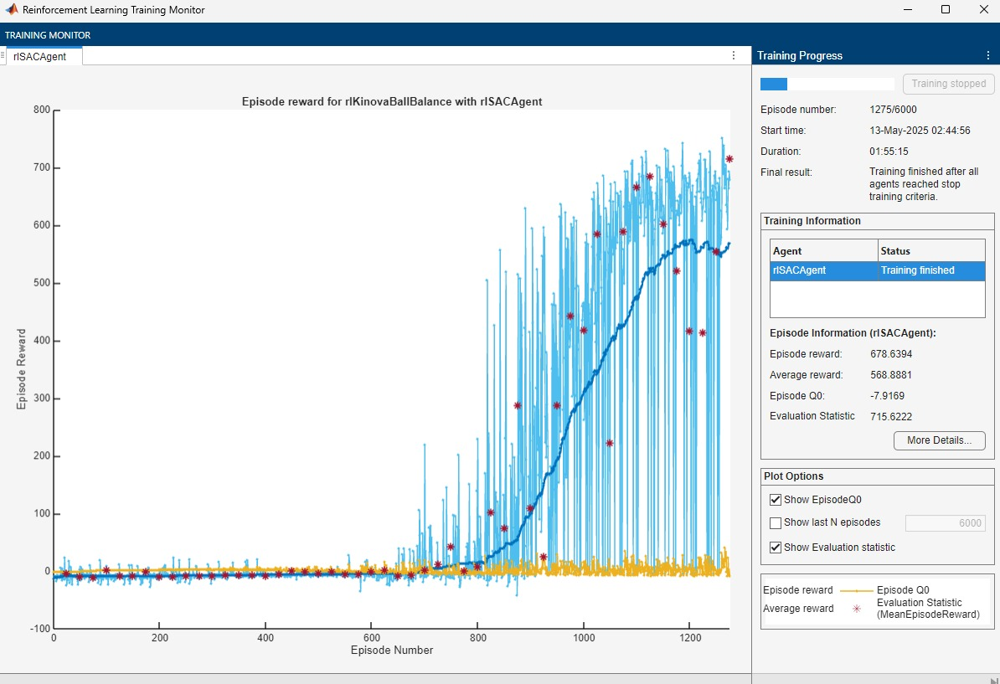 Reinforcement Learning Training Monitor
TRAINING MONITOR
rlSACAgent
Episode reward for rlKinovaBallBalance with rlSACAgent
800
700
600
500
400
300
200
100
0
-100
Episode Reward
0 200 400 600 800 1000 1200
Episode Number
Training Progress
Training stopped
Episode number: 1275/6000
Start time: 13-May-2025 02:44:56
Duration: 01:55:15
Final result: Training finished after all
agents reached stop
training criteria.
Training Information
Agent Status
rlSACAgent Training finished
Episode Information (rlSACAgent):
Episode reward: 678.6394
Average reward: 568.8881
Episode Q0: -7.9169
Evaluation Statistic 715.6222
More Details...
Plot Options
Show EpisodeQ0
Show last N episodes 6000
Show Evaluation statistic
Episode reward Episode Q0
Average reward Evaluation Statistic
(MeanEpisodeReward)